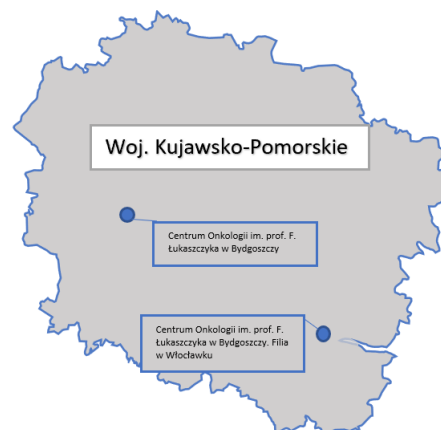 Woj. Kujawsko-Pomorskie
Centrum Onkologii im. prof. F.
Łukaszczyka w Bydgoszczy
Centrum Onkologii im. prof. F.
Łukaszczyka w Bydgoszczy. Filia
w Włocławku